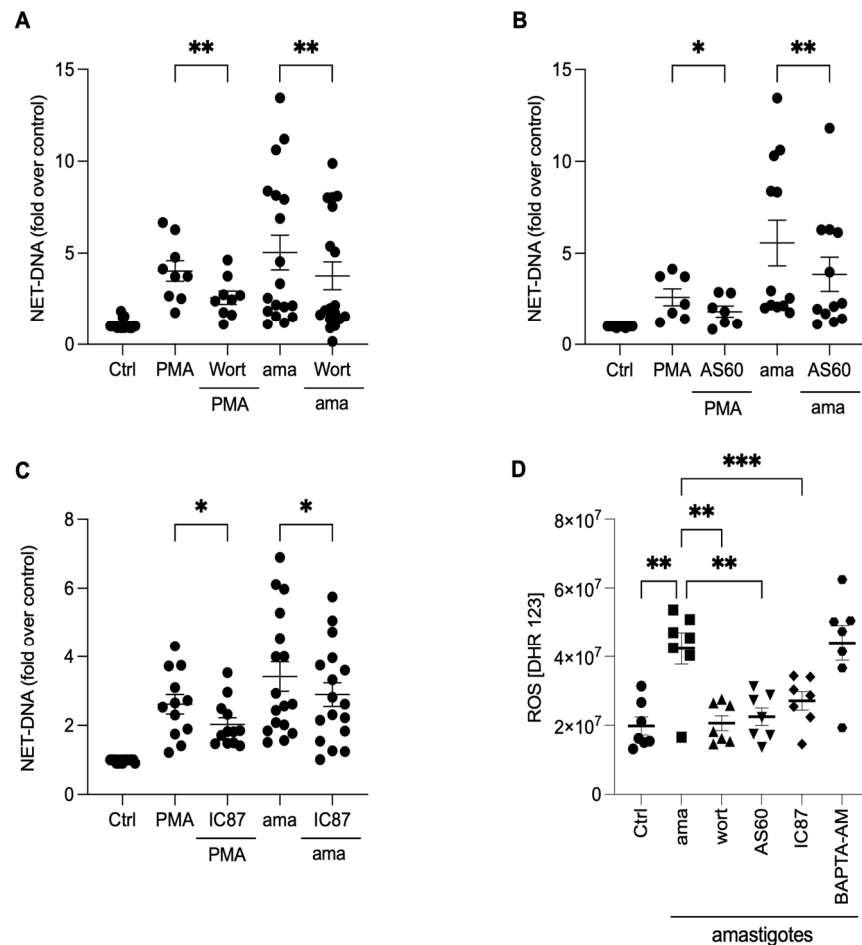 A
** **
15
10
5
0
NET-DNA (fold over control)
Ctrl PMA Wort ama Wort
PMA ama
B
* **
15
10
5
0
NET-DNA (fold over control)
Ctrl PMA AS60 ama AS60
PMA ama
C
* *
8
6
4
2
0
NET-DNA (fold over control)
Ctrl PMA IC87 ama IC87
PMA ama
D
***
**
** **
8×10⁷
6×10⁷
4×10⁷
2×10⁷
0
ROS [DHR 123]
Ctrl ama wort AS60 IC87 BAPTA-AM
amastigotes